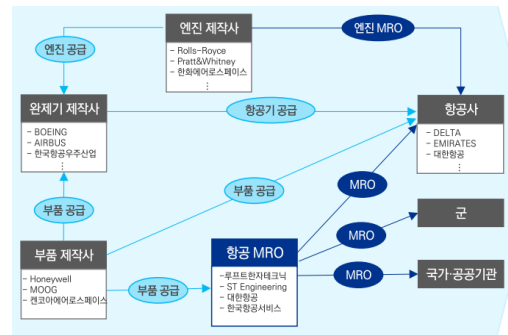 엔진 제작사
- Rolls-Royce
- Pratt&Whitney
- 한화에어로스페이스
⋮
엔진 공급
엔진 MRO
완제기 제작사
- BOEING
- AIRBUS
- 한국항공우주산업
⋮
항공기 공급
항공사
- DELTA
- EMIRATES
- 대한항공
⋮
부품 공급
부품 공급
MRO
군
부품 제작사
- Honeywell
- MOOG
- 켄코아에어로스페이스
부품 공급
항공 MRO
-루프트한자테크닉
- ST Engineering
- 대한항공
- 한국항공서비스
MRO
MRO
국가·공공기관